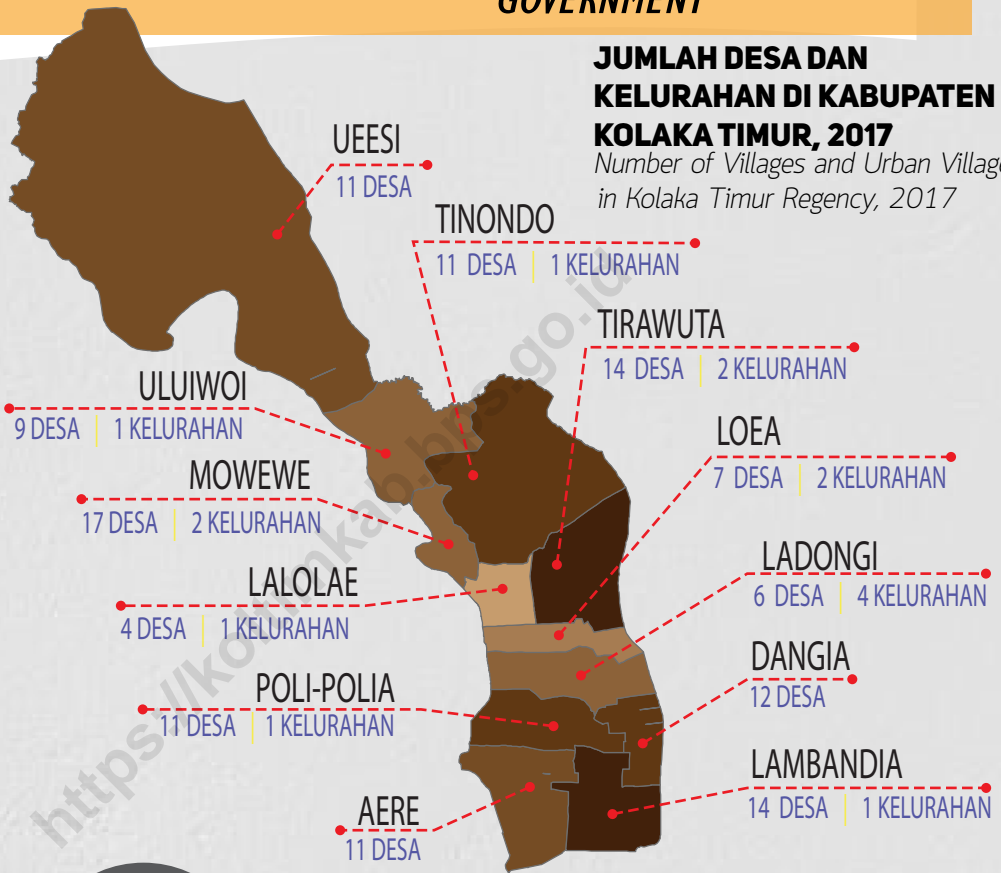 GOVERNMENT
JUMLAH DESA DAN
KELURAHAN DI KABUPATEN
KOLAKA TIMUR, 2017
Number of Villages and Urban Village
in Kolaka Timur Regency, 2017
UEESI
11 DESA
TINONDO
11 DESA | 1 KELURAHAN
TIRAWUTA
14 DESA | 2 KELURAHAN
ULUIWOI
9 DESA | 1 KELURAHAN
LOEA
7 DESA | 2 KELURAHAN
MOWEWE
17 DESA | 2 KELURAHAN
LADONGI
6 DESA | 4 KELURAHAN
LALOLAE
4 DESA | 1 KELURAHAN
DANGIA
12 DESA
POLI-POLIA
11 DESA | 1 KELURAHAN
LAMBANDIA
14 DESA | 1 KELURAHAN
AERE
11 DESA
https://koltimkab.bps.go.id